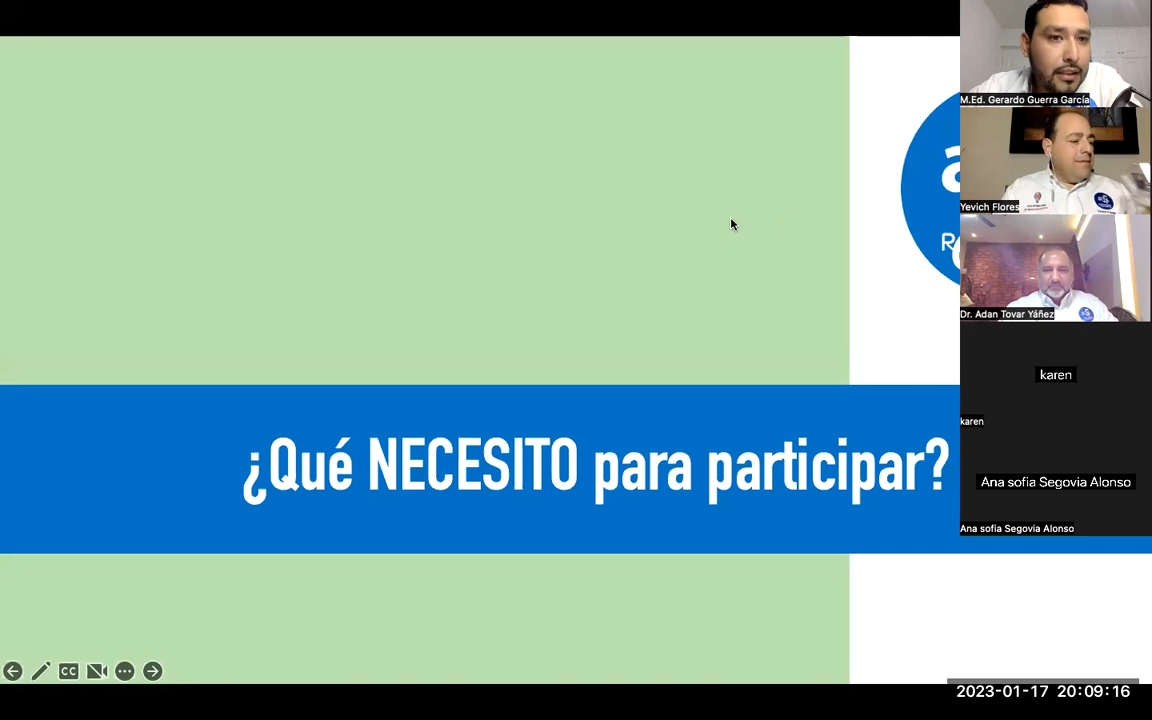 M.Ed. Gerardo Guerra García
Yevich Flores
Dr. Adan Tovar Yáñez
karen
karen
Ana sofia Segovia Alonso
Ana sofia Segovia Alonso
¿Qué NECESITO para participar?
CC
2023-01-17 20:09:16